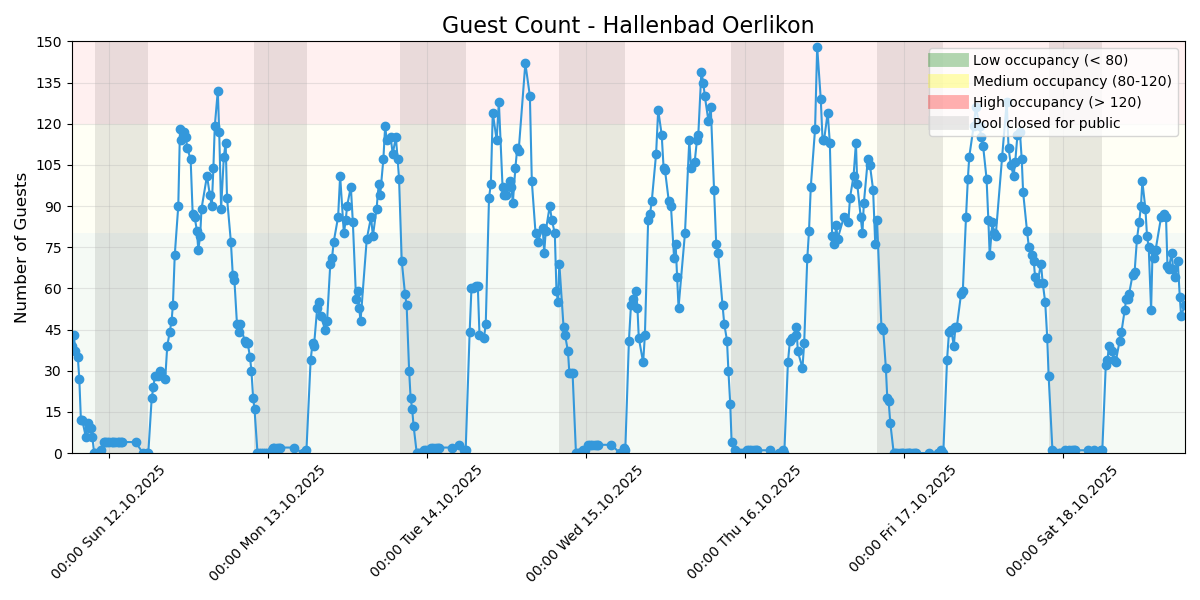 Guest Count - Hallenbad Oerlikon
Number of Guests
150
135
120
105
90
75
60
45
30
15
0
Low occupancy (< 80)
Medium occupancy (80-120)
High occupancy (> 120)
Pool closed for public
00:00 Sun 12.10.2025
00:00 Mon 13.10.2025
00:00 Tue 14.10.2025
00:00 Wed 15.10.2025
00:00 Thu 16.10.2025
00:00 Fri 17.10.2025
00:00 Sat 18.10.2025